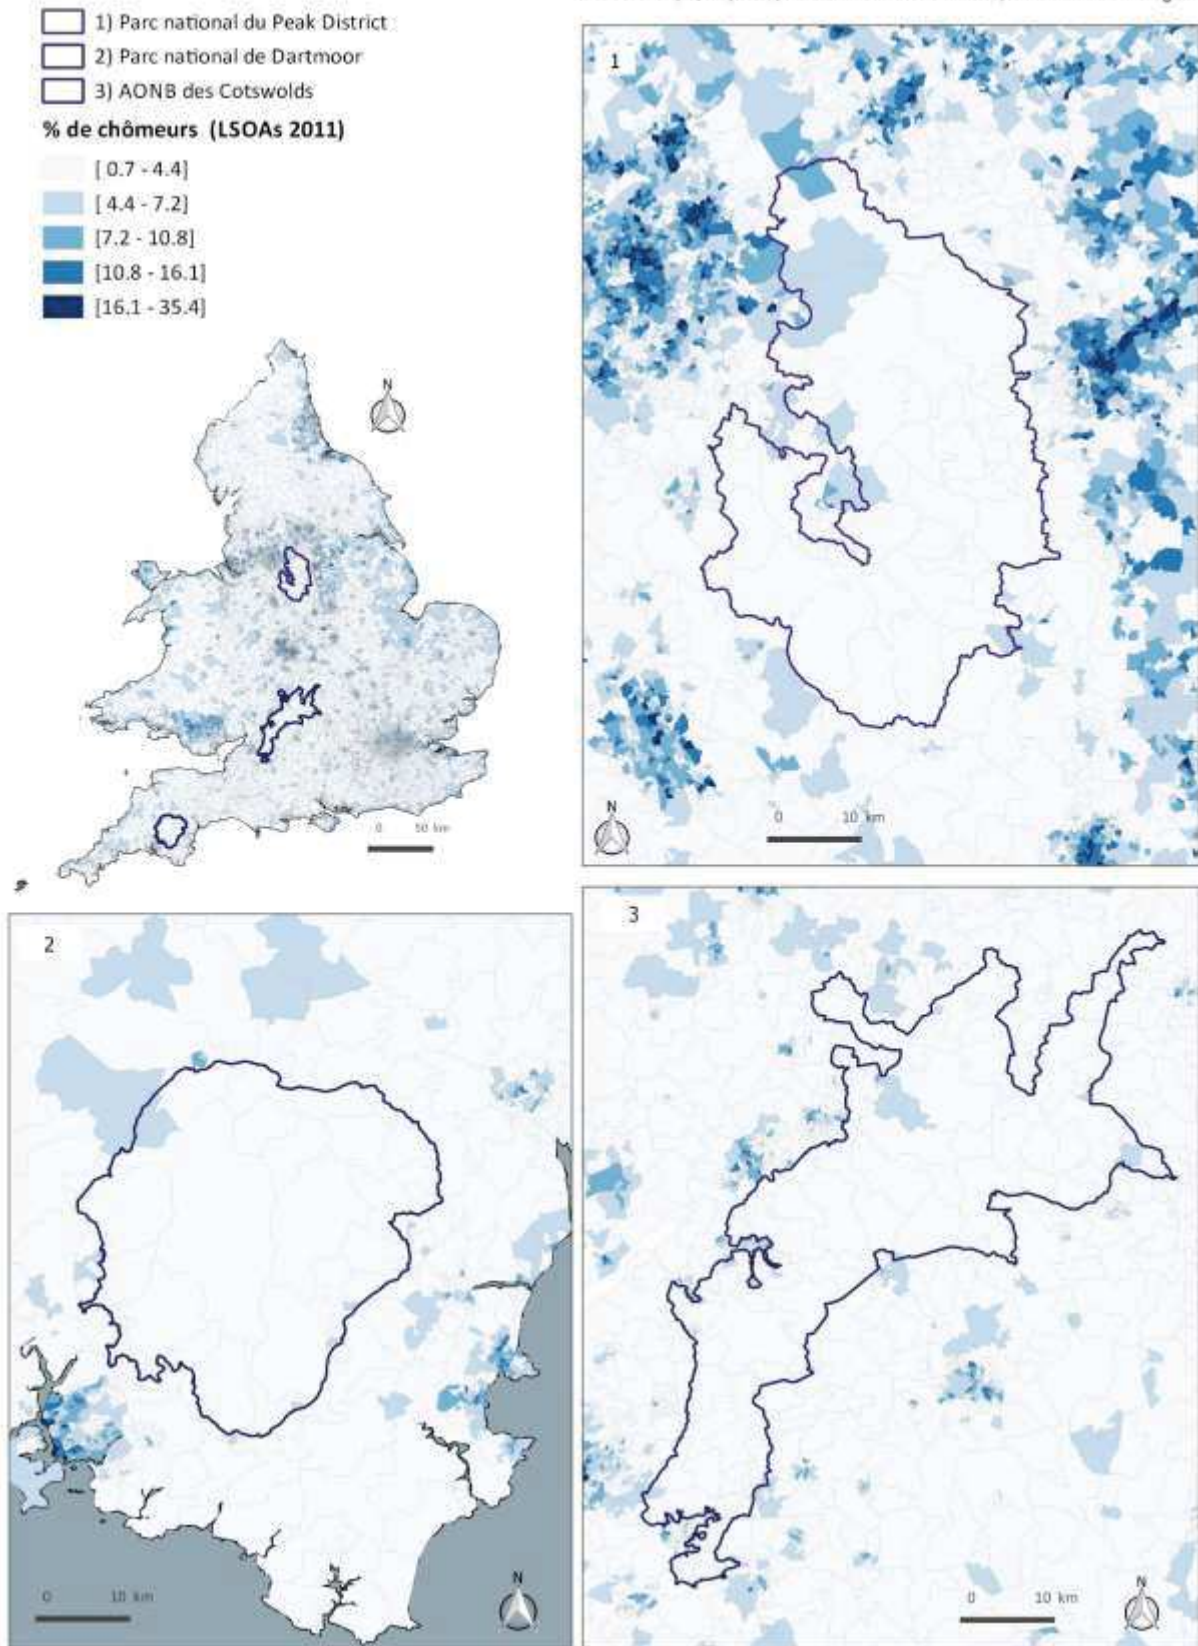 1) Parc national du Peak District
2) Parc national de Dartmoor
3) AONB des Cotswolds
% de chômeurs (LSOAs 2011)
[ 0.7 - 4.4]
[ 4.4 - 7.2]
[7.2 - 10.8]
[10.8 - 16.1]
[16.1 - 35.4]
N
0 50 km
1
N
0 10 km
2
0 10 km
N
3
0 10 km
N